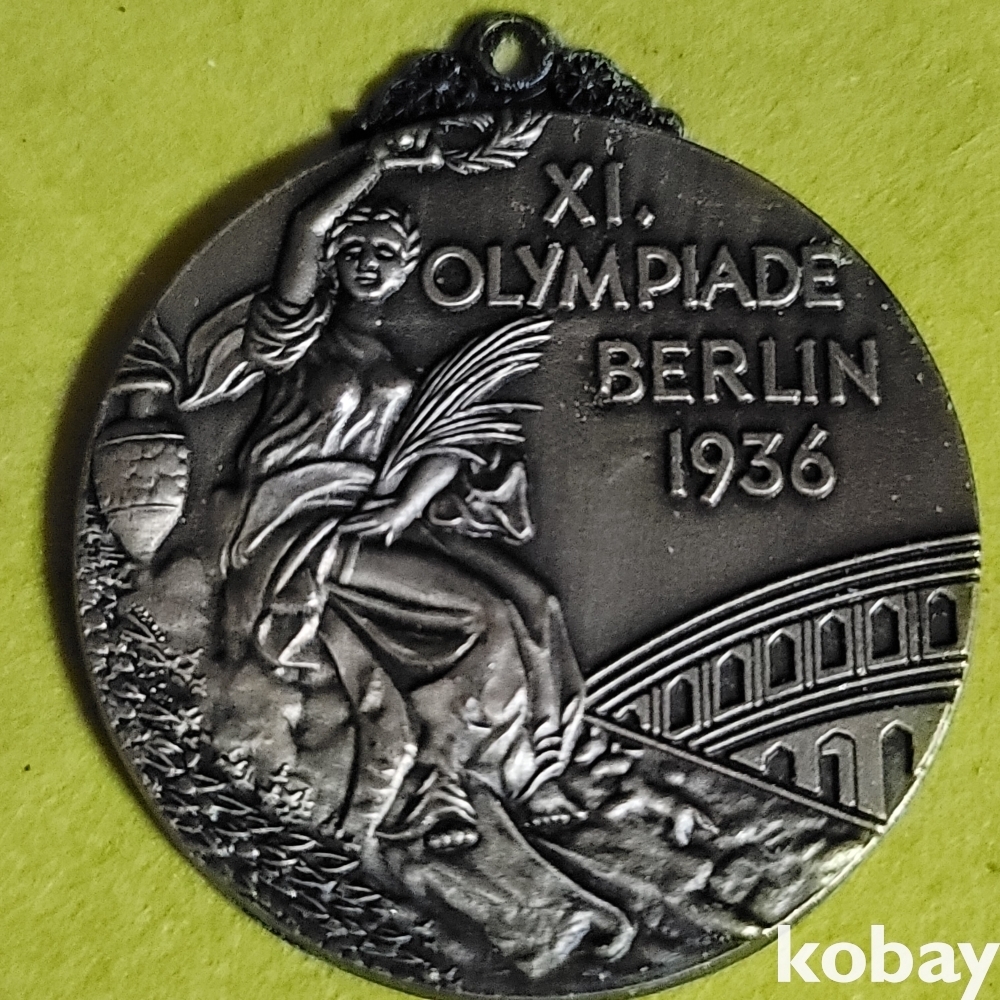 XI.
OLYMPIADE
BERLIN
1936
kobay